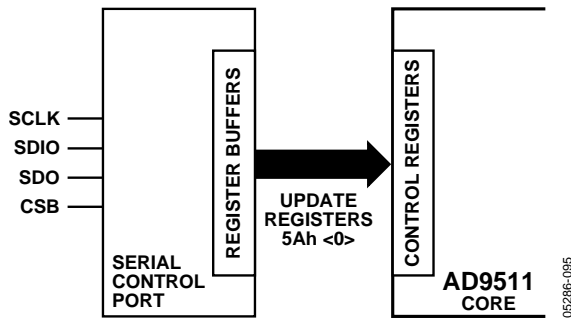 SCLK
SDIO
SDO
CSB
SERIAL
CONTROL
PORT
REGISTER BUFFERS
UPDATE
REGISTERS
5Ah <0>
CONTROL REGISTERS
AD9511
CORE
05286-095